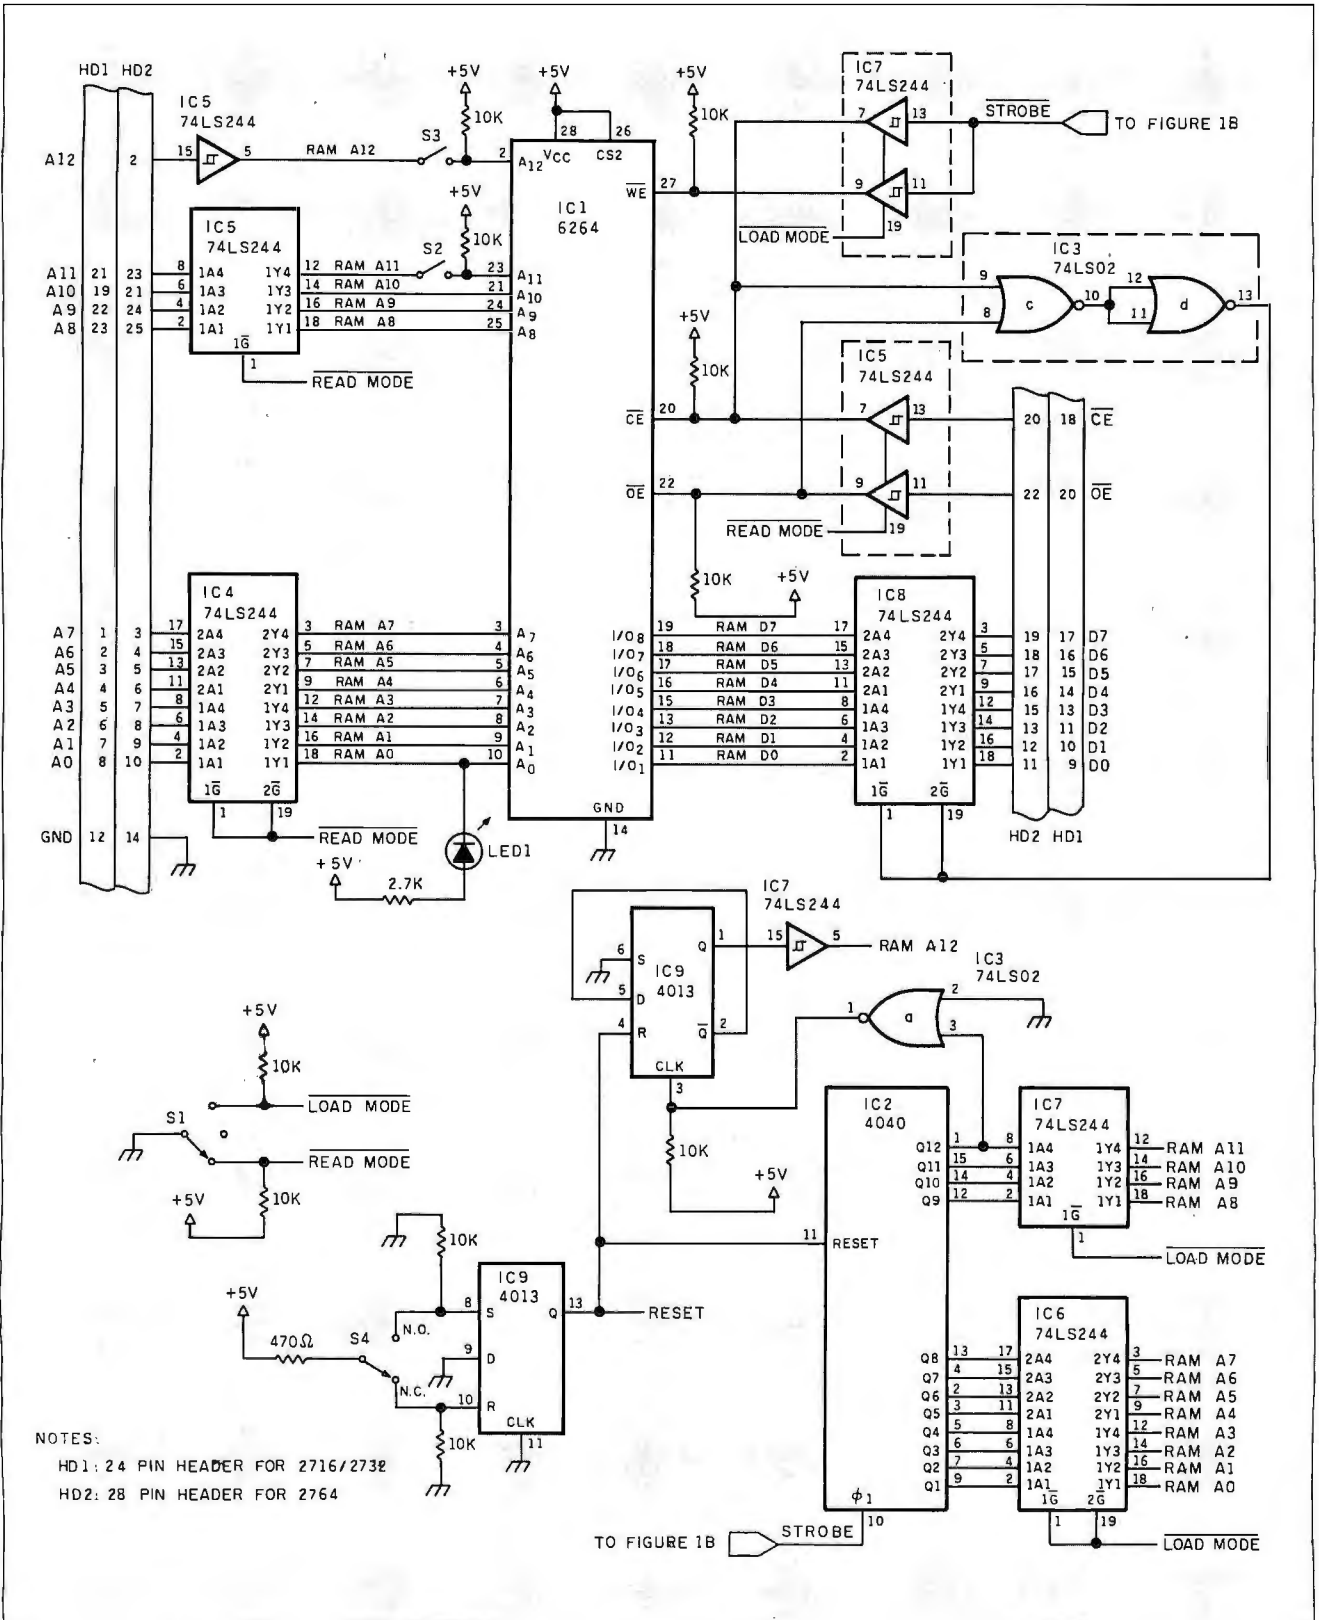 HD1 HD2
IC5
74LS244
A12 2 15 5 RAM A12 S3
+5V 10K
+5V
28 26
VCC CS2
2 A12
+5V 10K
S2
IC1
6264
27 WE
+5V
10K
IC7
74LS244
7 13
9 11
19
LOAD MODE
STROBE
TO FIGURE 1B
IC5
74LS244
A11 21 23 8 1A4 1Y4 12 RAM A11 23 A11
A10 19 21 6 1A3 1Y3 14 RAM A10 21 A10
A9 22 24 4 1A2 1Y2 16 RAM A9 24 A9
A8 23 25 2 1A1 1Y1 18 RAM A8 25 A8
1G
1
READ MODE
IC3
74LS02
9
8
c
10
12
11
d
13
+5V
10K
IC5
74LS244
CE 20 7 13 20 18 CE
OE 22 9 11 22 20 OE
READ MODE 19
10K
+5V
IC4
74LS244
A7 1 3 17 2A4 2Y4 3 RAM A7 3 A7
A6 2 4 15 2A3 2Y3 5 RAM A6 4 A6
A5 3 5 13 2A2 2Y2 7 RAM A5 5 A5
A4 4 6 11 2A1 2Y1 9 RAM A4 6 A4
A3 5 7 8 1A4 1Y4 12 RAM A3 7 A3
A2 6 8 6 1A3 1Y3 14 RAM A2 8 A2
A1 7 9 4 1A2 1Y2 16 RAM A1 9 A1
A0 8 10 2 1A1 1Y1 18 RAM A0 10 A0
1G 2G
1 19
READ MODE
GND 12 14
+5V
2.7K
LED1
GND
14
IC8
74LS244
I/O8 19 RAM D7 17 2A4 2Y4 3 19 17 D7
I/O7 18 RAM D6 15 2A3 2Y3 5 18 16 D6
I/O6 17 RAM D5 13 2A2 2Y2 7 17 15 D5
I/O5 16 RAM D4 11 2A1 2Y1 9 16 14 D4
I/O4 15 RAM D3 8 1A4 1Y4 12 15 13 D3
I/O3 13 RAM D2 6 1A3 1Y3 14 13 11 D2
I/O2 12 RAM D1 4 1A2 1Y2 16 12 10 D1
I/O1 11 RAM D0 2 1A1 1Y1 18 11 9 D0
1G 2G
1 19
HD2 HD1
IC7
74LS244
15 5 RAM A12
6 S Q 1
IC9
4013
5 D
4 R Q 2
CLK
3
10K
+5V
IC3
74LS02
1 a 2
3
+5V
10K
LOAD MODE
S1
READ MODE
10K
+5V
IC2
4040
Q12 1
Q11 15
Q10 14
Q9 12
11 RESET
IC7
74LS244
8 1A4 1Y4 12 RAM A11
6 1A3 1Y3 14 RAM A10
4 1A2 1Y2 16 RAM A9
2 1A1 1Y1 18 RAM A8
1G
1
LOAD MODE
+5V
470Ω
S4
N.O.
N.C.
10K
10K
IC9
4013
8 S Q 13 RESET
9 D
10 R
CLK
11
IC6
74LS244
Q8 13 17 2A4 2Y4 3 RAM A7
Q7 4 15 2A3 2Y3 5 RAM A6
Q6 2 13 2A2 2Y2 7 RAM A5
Q5 3 11 2A1 2Y1 9 RAM A4
Q4 5 8 1A4 1Y4 12 RAM A3
Q3 6 6 1A3 1Y3 14 RAM A2
Q2 7 4 1A2 1Y2 16 RAM A1
Q1 9 2 1A1 1Y1 18 RAM A0
1G 2G
1 19
LOAD MODE
φ1
10
TO FIGURE 1B STROBE
NOTES:
HD1: 24 PIN HEADER FOR 2716/2732
HD2: 28 PIN HEADER FOR 2764